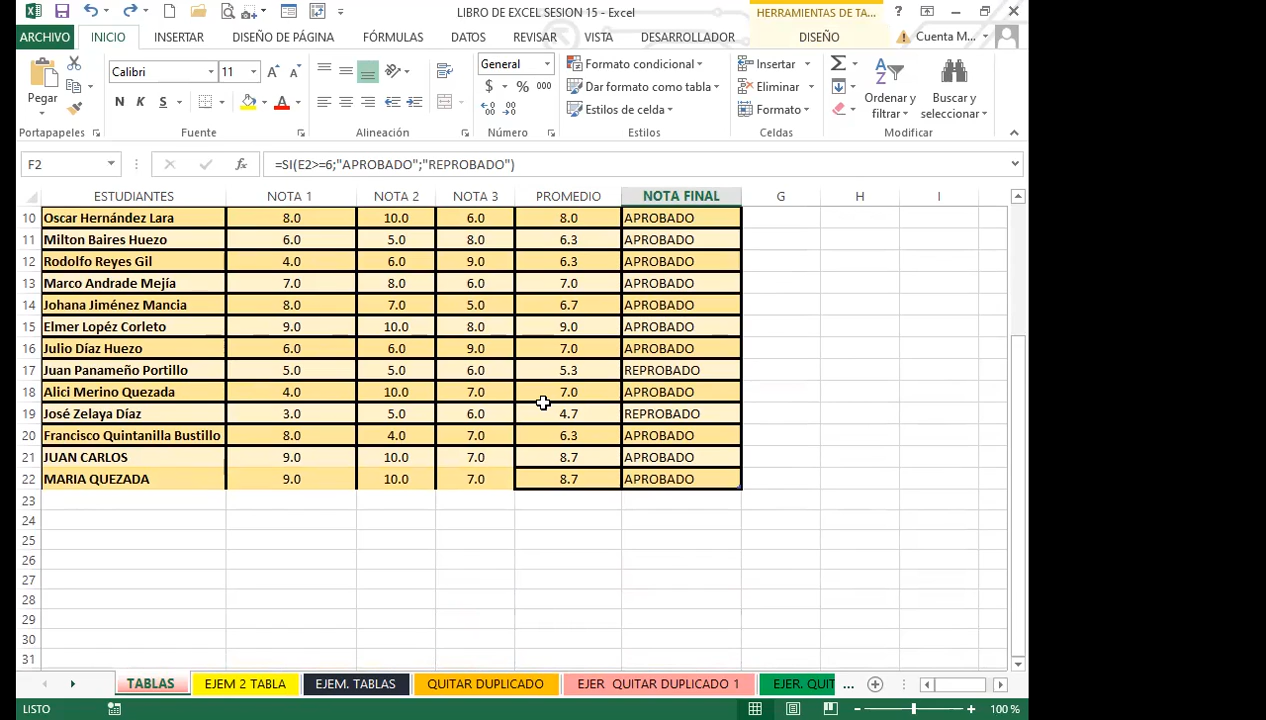 LIBRO DE EXCEL SESION 15 - Excel
HERRAMIENTAS DE TA...
?
ARCHIVO INICIO INSERTAR DISEÑO DE PÁGINA FÓRMULAS DATOS REVISAR VISTA DESARROLLADOR DISEÑO Cuenta M...
Pegar
Calibri 11
N K S
General
$ % 000
Formato condicional
Dar formato como tabla
Estilos de celda
Insertar
Eliminar
Formato
Ordenar y filtrar
Buscar y seleccionar
Portapapeles Fuente Alineación Número Estilos Celdas Modificar
F2 fx =SI(E2>=6;"APROBADO";"REPROBADO")
ESTUDIANTES NOTA 1 NOTA 2 NOTA 3 PROMEDIO NOTA FINAL G H I
10 Oscar Hernández Lara 8.0 10.0 6.0 8.0 APROBADO
11 Milton Baires Huezo 6.0 5.0 8.0 6.3 APROBADO
12 Rodolfo Reyes Gil 4.0 6.0 9.0 6.3 APROBADO
13 Marco Andrade Mejía 7.0 8.0 6.0 7.0 APROBADO
14 Johana Jiménez Mancia 8.0 7.0 5.0 6.7 APROBADO
15 Elmer Lopéz Corleto 9.0 10.0 8.0 9.0 APROBADO
16 Julio Díaz Huezo 6.0 6.0 9.0 7.0 APROBADO
17 Juan Panameño Portillo 5.0 5.0 6.0 5.3 REPROBADO
18 Alici Merino Quezada 4.0 10.0 7.0 7.0 APROBADO
19 José Zelaya Díaz 3.0 5.0 6.0 4.7 REPROBADO
20 Francisco Quintanilla Bustillo 8.0 4.0 7.0 6.3 APROBADO
21 JUAN CARLOS 9.0 10.0 7.0 8.7 APROBADO
22 MARIA QUEZADA 9.0 10.0 7.0 8.7 APROBADO
23
24
25
26
27
28
29
30
31
TABLAS EJEM 2 TABLA EJEM. TABLAS QUITAR DUPLICADO EJER QUITAR DUPLICADO 1 EJER. QUIT ...
LISTO 100 %